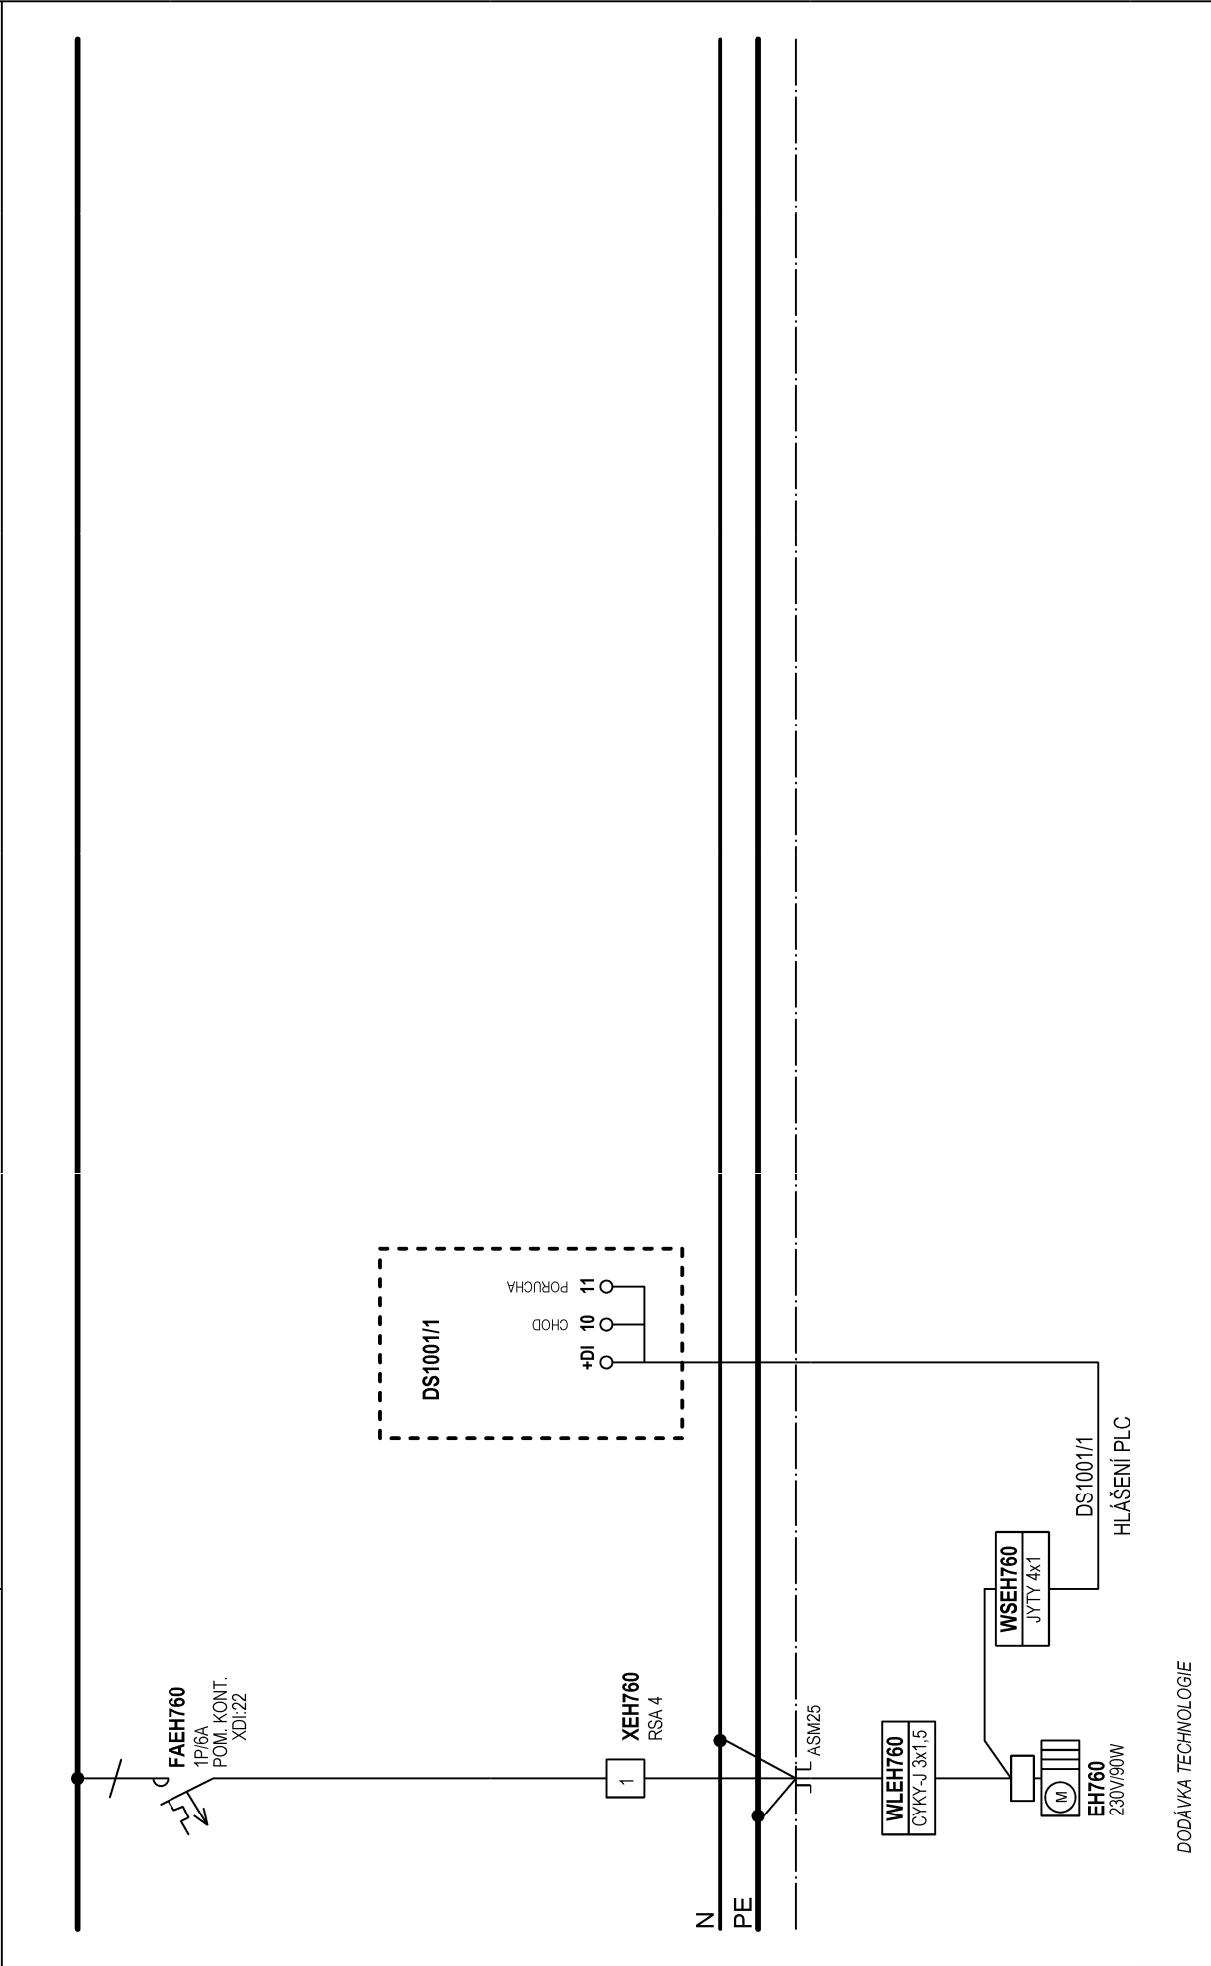 FAEH760
1P/6A
POM. KONT.
XDI:22
DS1001/1
+DI
10
11
CHOD
PORUCHA
XEH760
RSA 4
1
N
PE
ASM25
WLEH760
CYKY-J 3x1,5
WSEH760
JYTY 4x1
DS1001/1
HLÁŠENÍ PLC
M
EH760
230V/90W
DODÁVKA TECHNOLOGIE